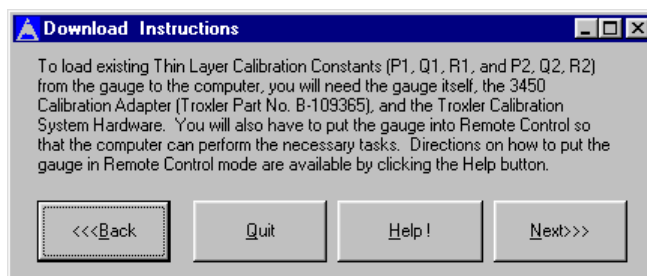 Download Instructions
To load existing Thin Layer Calibration Constants (P1, Q1, R1, and P2, Q2, R2)
from the gauge to the computer, you will need the gauge itself, the 3450
Calibration Adapter (Troxler Part No. B-109365), and the Troxler Calibration
System Hardware.  You will also have to put the gauge into Remote Control so
that the computer can perform the necessary tasks.  Directions on how to put the
gauge in Remote Control mode are available by clicking the Help button.
<<<Back Quit Help ! Next>>>